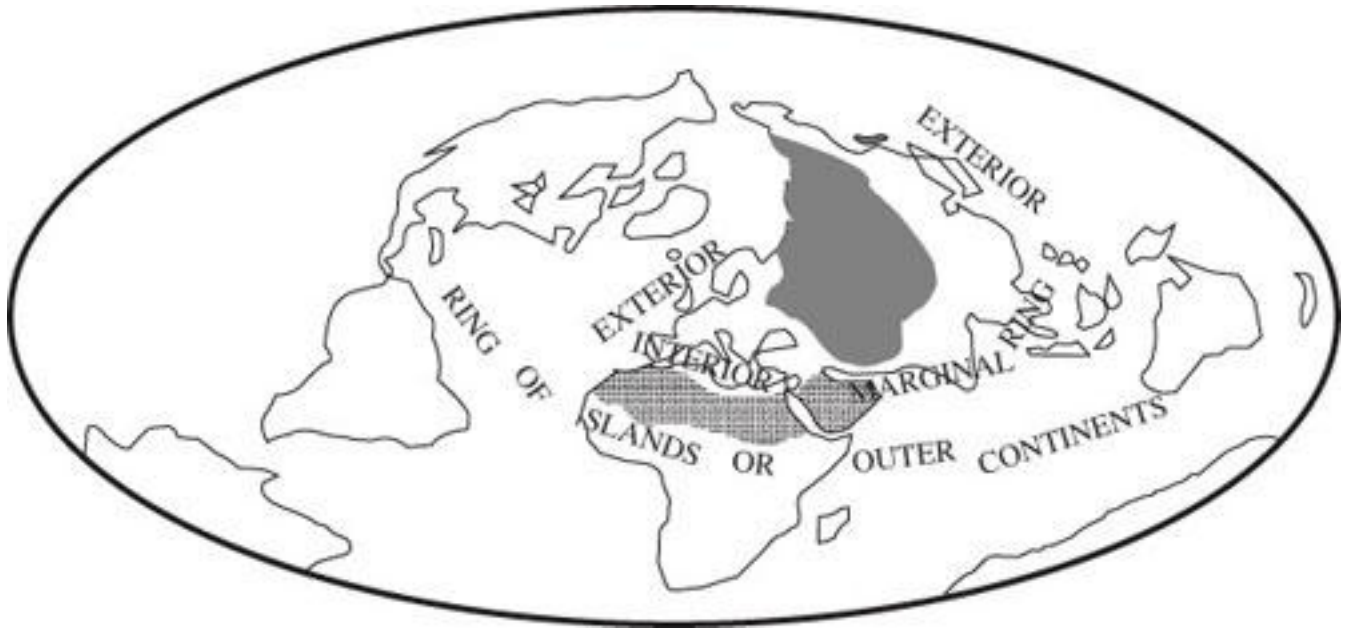 EXTERIOR
EXTERIOR
INTERIOR
MARGINAL RING
RING OF SLANDS OR OUTER CONTINENTS